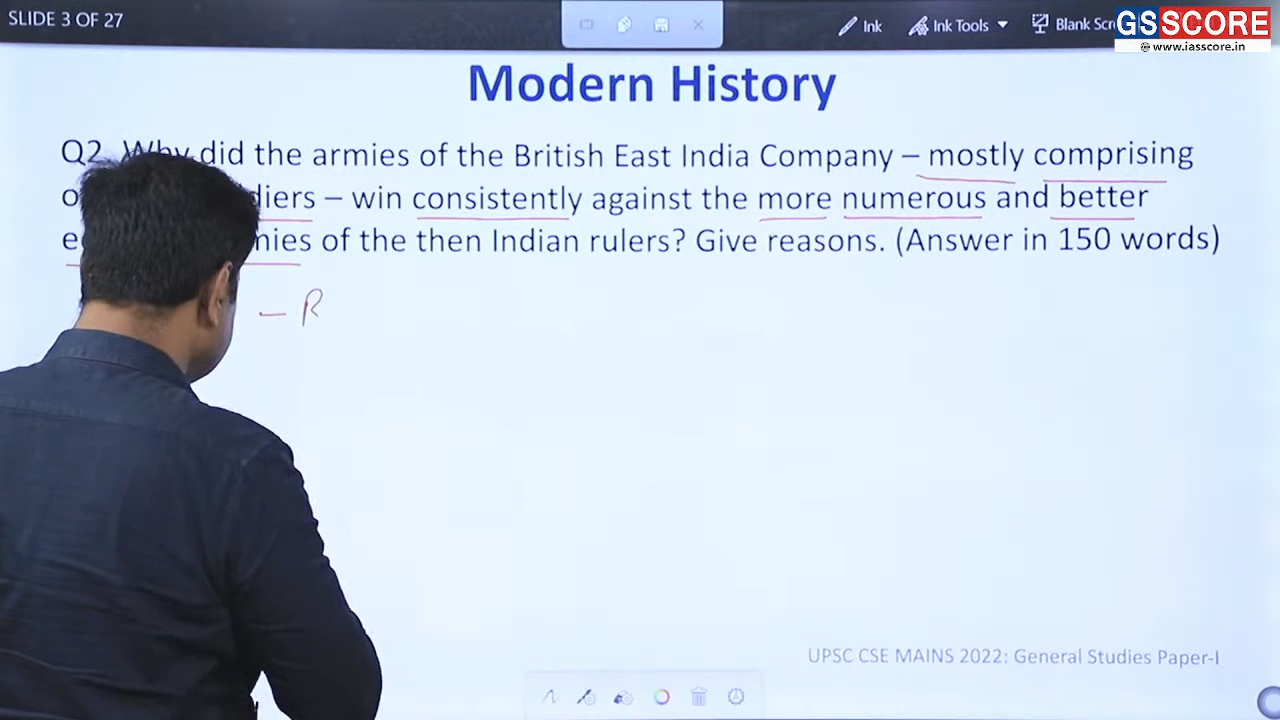 SLIDE 3 OF 27
Ink
Ink Tools
Blank Scr
GSSCORE
www.iasscore.in
Modern History
Q2. Why did the armies of the British East India Company – mostly comprising
– win consistently against the more numerous and better
of the then Indian rulers? Give reasons. (Answer in 150 words)
– R
UPSC CSE MAINS 2022: General Studies Paper-I